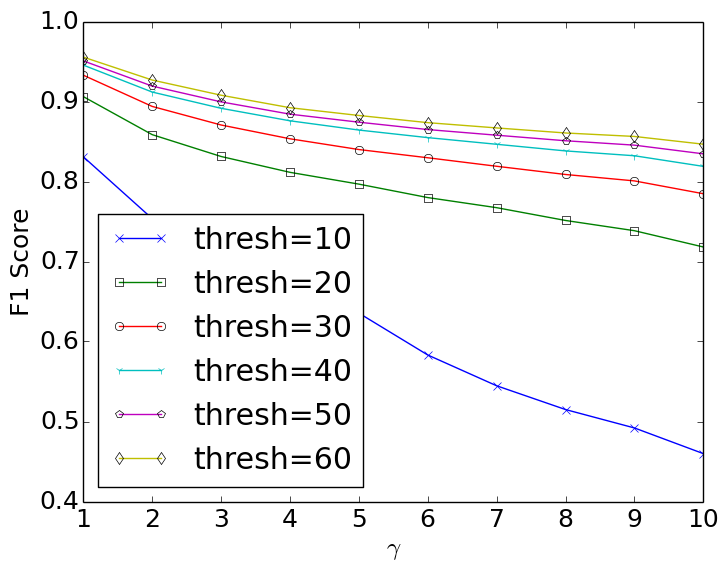 1.0
0.9
0.8
0.7
0.6
0.5
0.4
F1 Score
thresh=10
thresh=20
thresh=30
thresh=40
thresh=50
thresh=60
1 2 3 4 5 6 7 8 9 10
γ